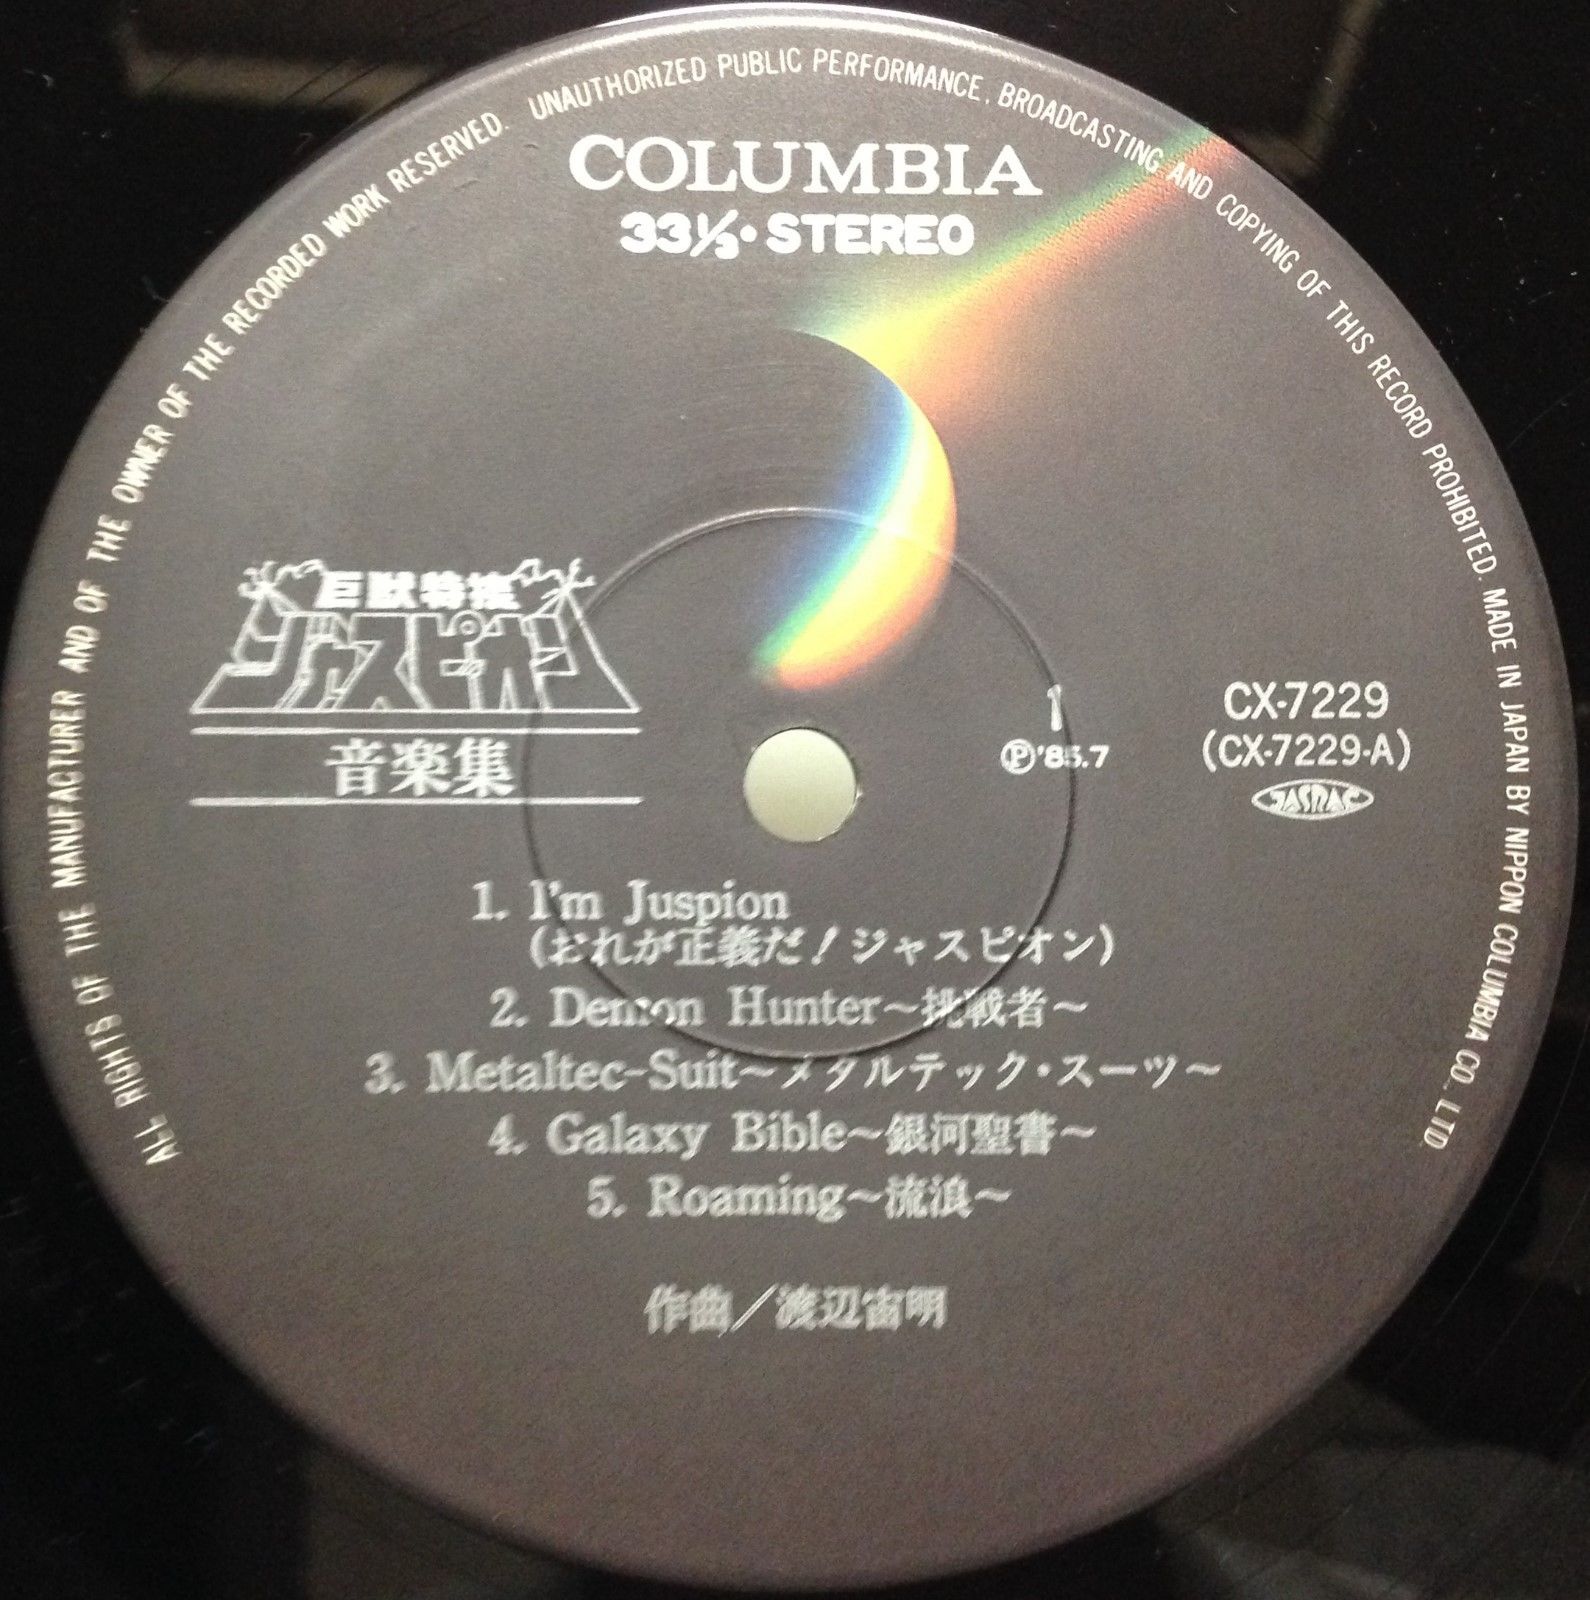 ALL RIGHTS OF THE MANUFACTURER AND OF THE OWNER OF THE RECORDED WORK RESERVED. UNAUTHORIZED PUBLIC PERFORMANCE, BROADCASTING AND COPYING OF THIS RECORD PROHIBITED. MADE IN JAPAN BY NIPPON COLUMBIA CO., LTD.
COLUMBIA
33⅓•STEREO
巨獣特捜
ジャスピオン
音楽集
1
Ⓟ'85.7
CX-7229
(CX-7229-A)
JASRAC
1. I'm Juspion
(おれが正義だ！ジャスピオン)
2. Demon Hunter～挑戦者～
3. Metaltec-Suit～メタルテック・スーツ～
4. Galaxy Bible～銀河聖書～
5. Roaming～流浪～
作曲／渡辺宙明